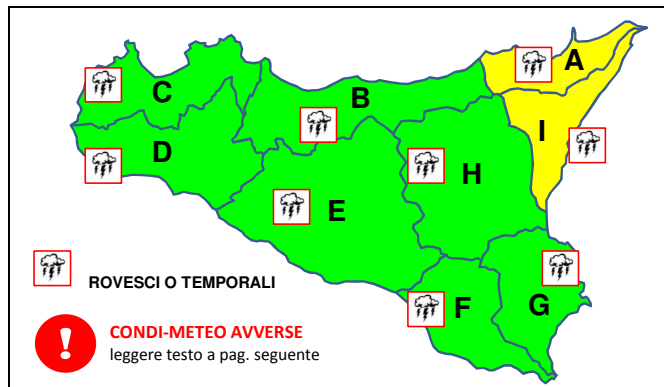 A
C
B
I
D
H
E
F
G
ROVESCI O TEMPORALI
! CONDI-METEO AVVERSE
leggere testo a pag. seguente